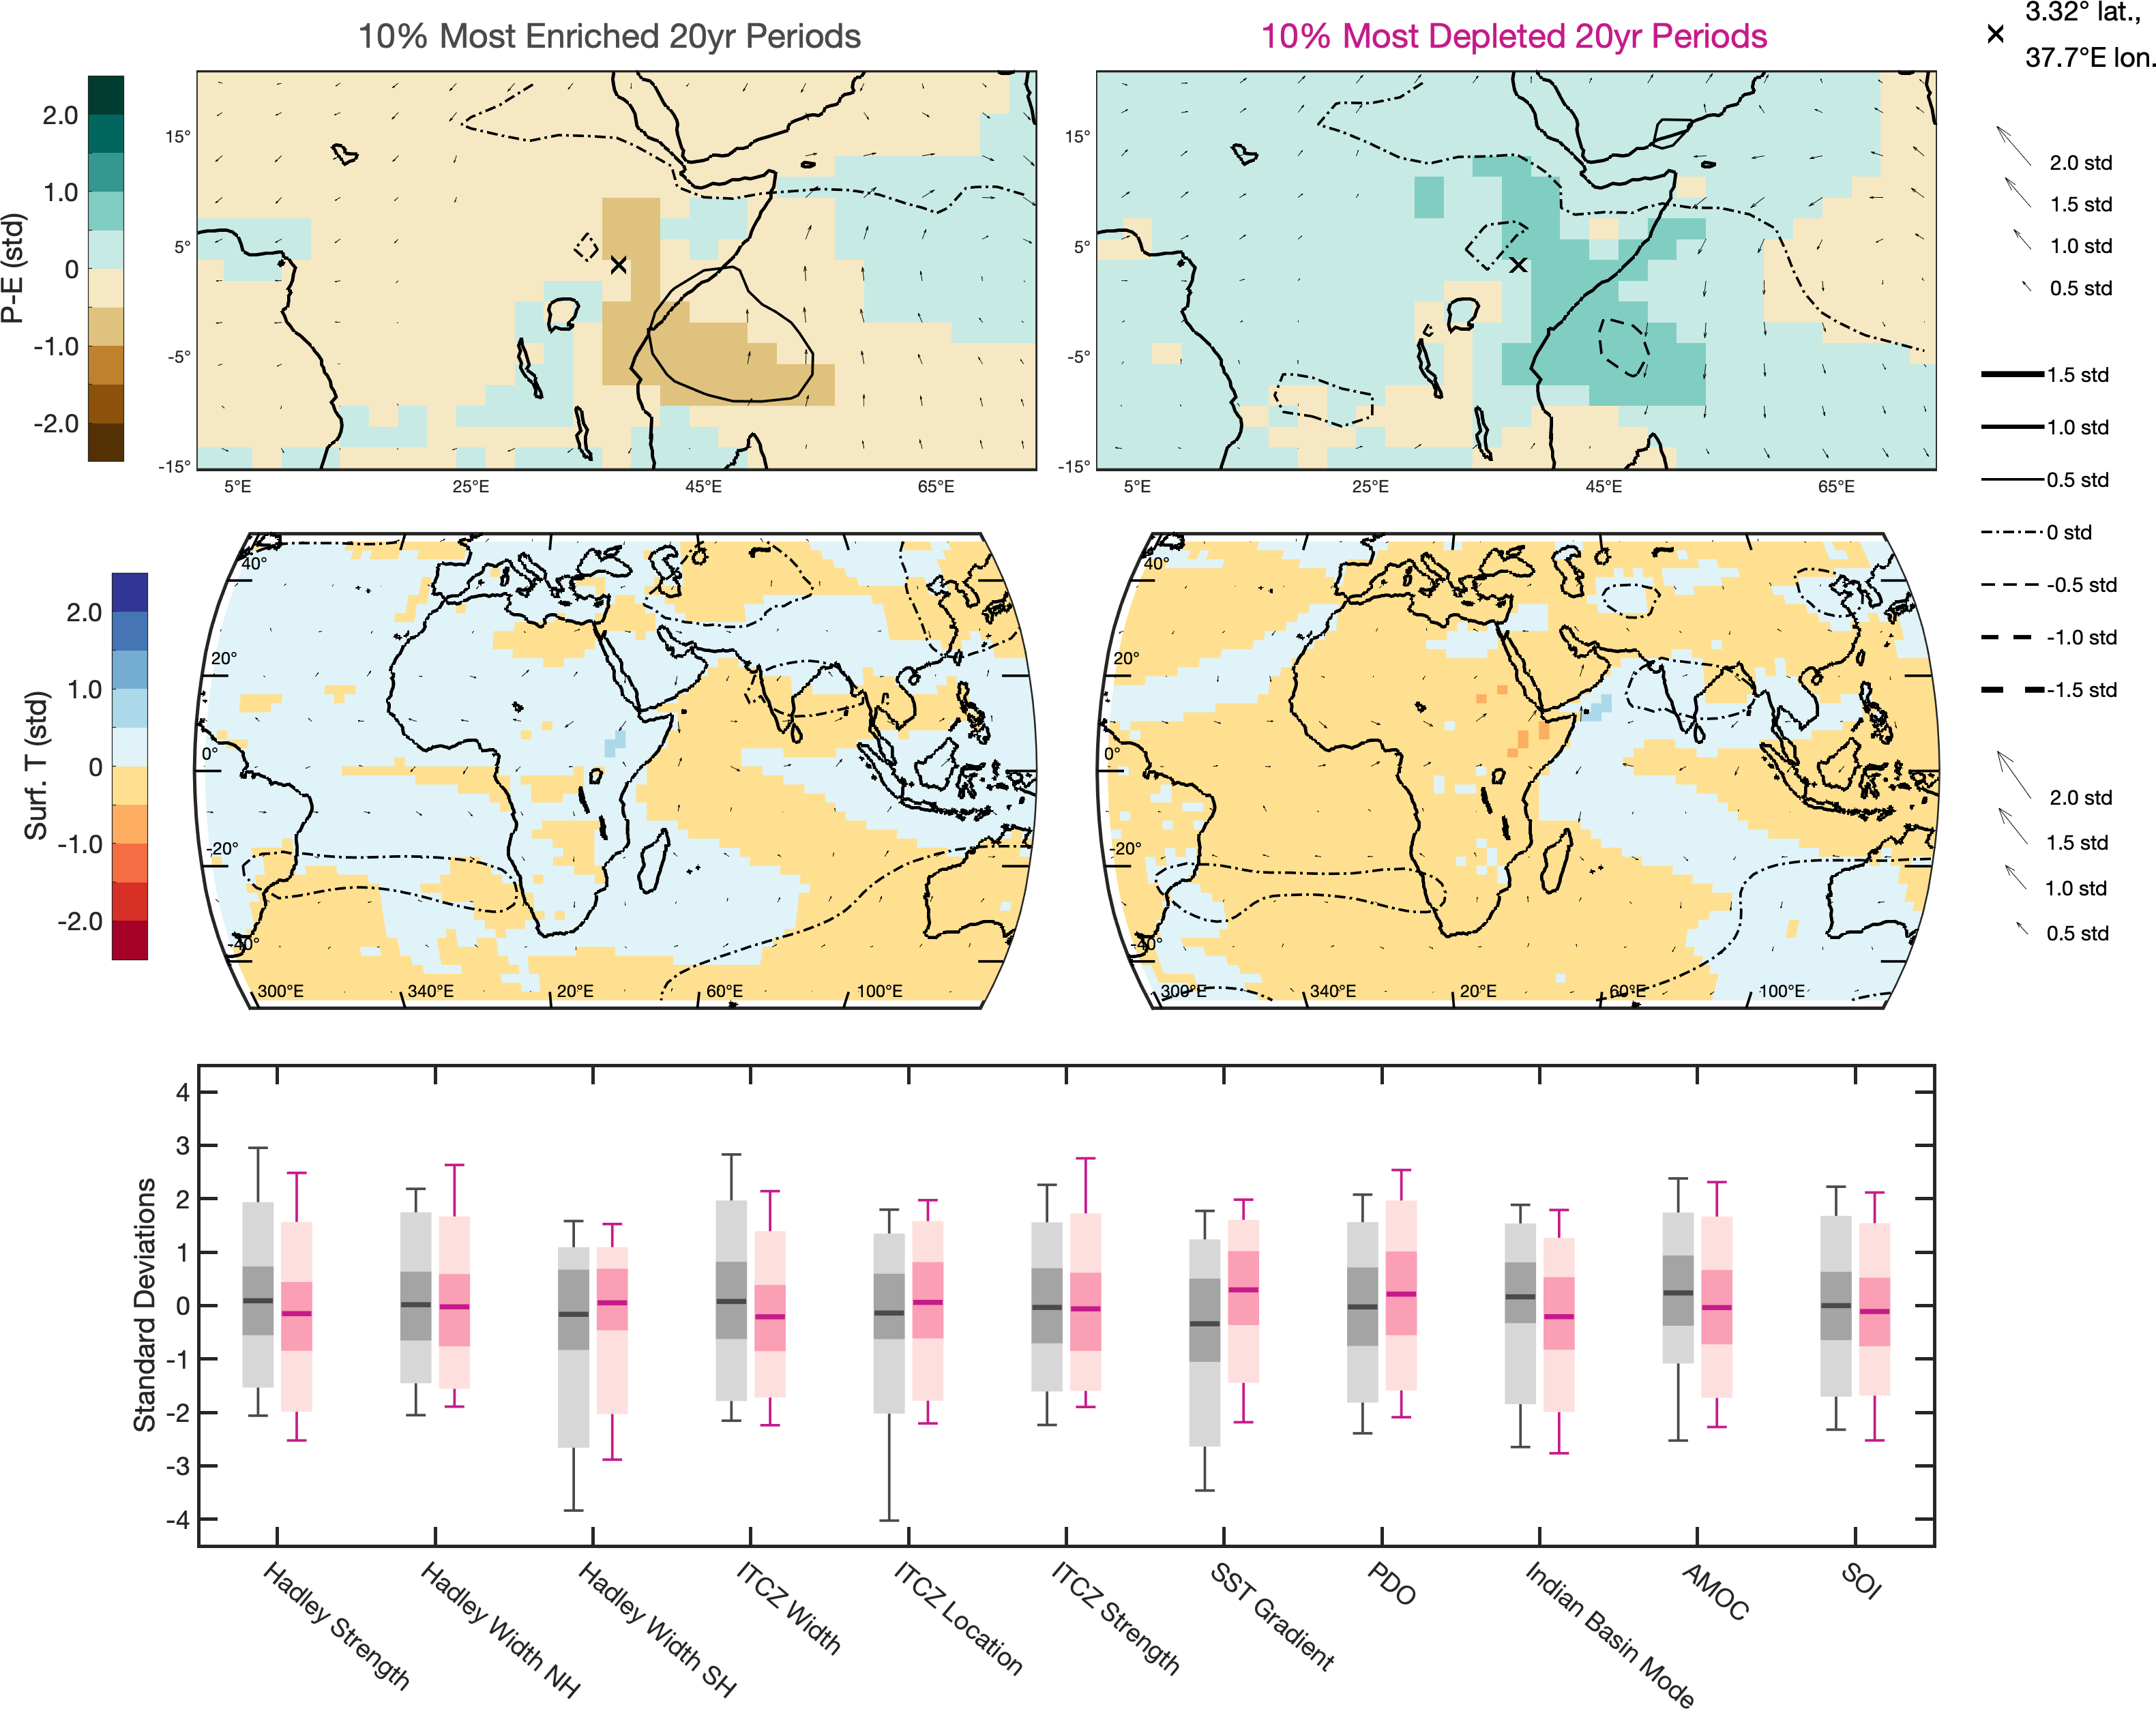 10% Most Enriched 20yr Periods
10% Most Depleted 20yr Periods
3.32° lat.,
37.7°E lon.
P-E (std)
2.0
1.0
0
-1.0
-2.0
15°
5°
-5°
-15°
5°E
25°E
45°E
65°E
15°
5°
-5°
-15°
5°E
25°E
45°E
65°E
2.0 std
1.5 std
1.0 std
0.5 std
1.5 std
1.0 std
0.5 std
0 std
-0.5 std
-1.0 std
-1.5 std
Surf. T (std)
2.0
1.0
0
-1.0
-2.0
40°
20°
0°
-20°
-40°
300°E
340°E
20°E
60°E
100°E
40°
20°
0°
-20°
-40°
300°E
340°E
20°E
60°E
100°E
2.0 std
1.5 std
1.0 std
0.5 std
Standard Deviations
4
3
2
1
0
-1
-2
-3
-4
Hadley Strength
Hadley Width NH
Hadley Width SH
ITCZ Width
ITCZ Location
ITCZ Strength
SST Gradient
PDO
Indian Basin Mode
AMOC
SOI